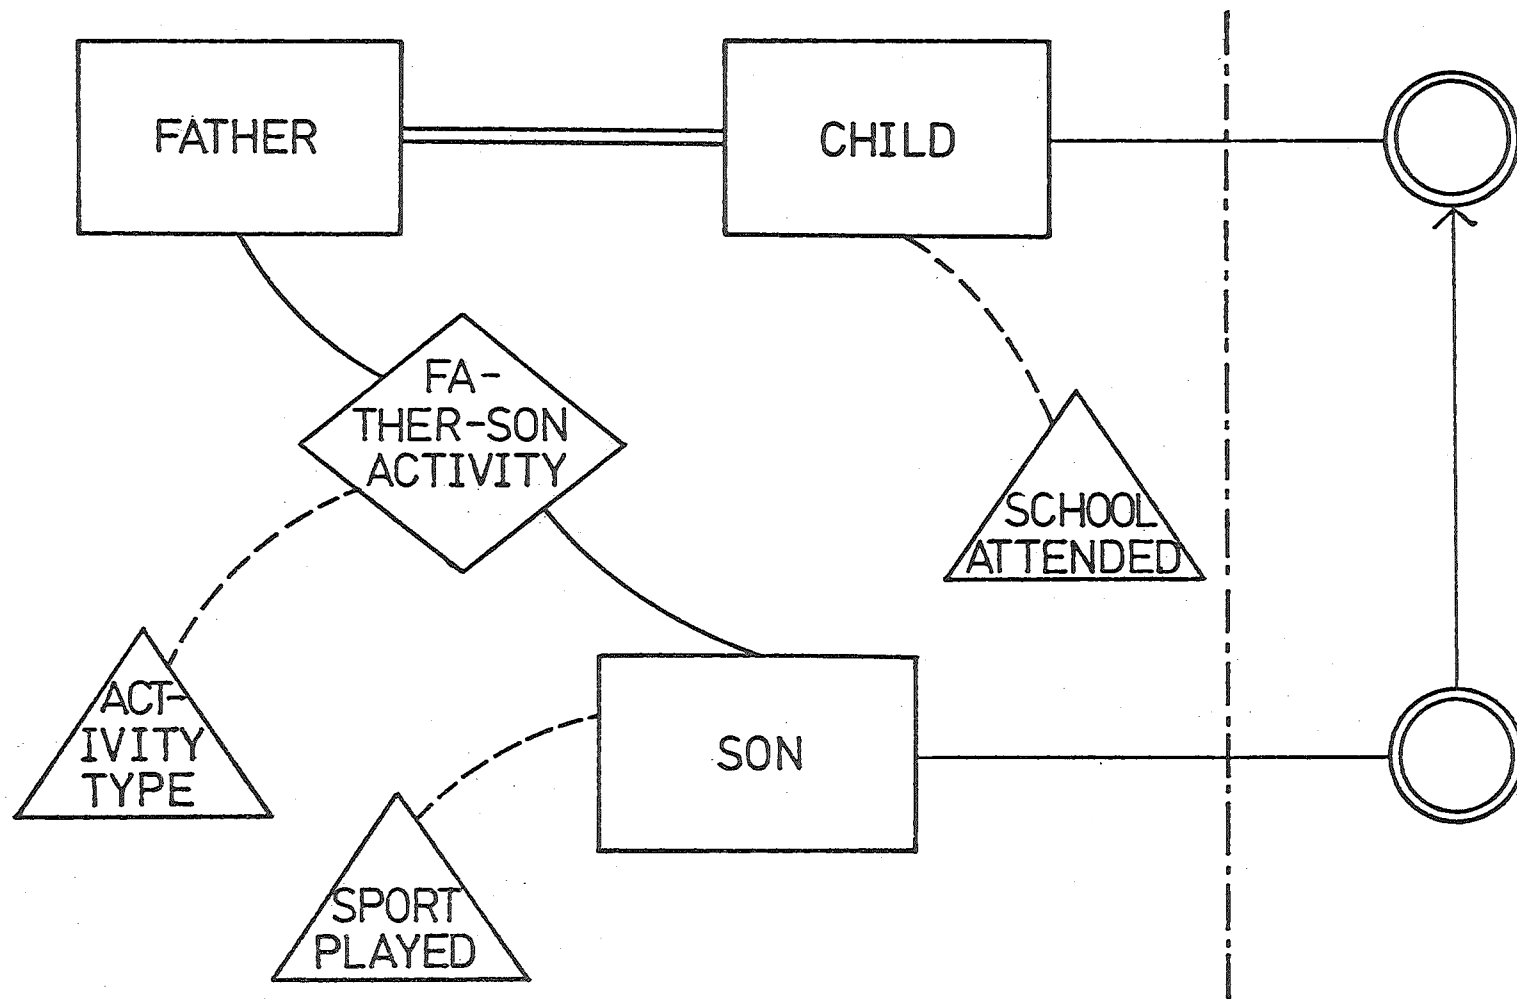 FATHER
CHILD
FA-
THER-SON
ACTIVITY
SCHOOL
ATTENDED
ACT-
IVITY
TYPE
SON
SPORT
PLAYED